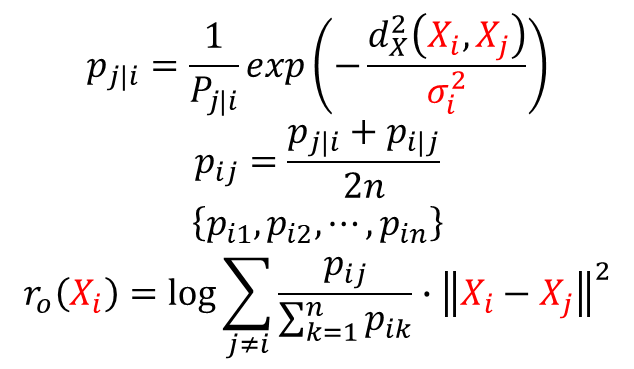 p_{j|i} = \frac{1}{P_{j|i}} exp\left(-\frac{d_X^2(X_i, X_j)}{\sigma_i^2}\right)
p_{ij} = \frac{p_{j|i} + p_{i|j}}{2n}
\{p_{i1}, p_{i2}, \cdots, p_{in}\}
r_o(X_i) = \log \sum_{j \neq i} \frac{p_{ij}}{\sum_{k=1}^{n} p_{ik}} \cdot \|X_i - X_j\|^2